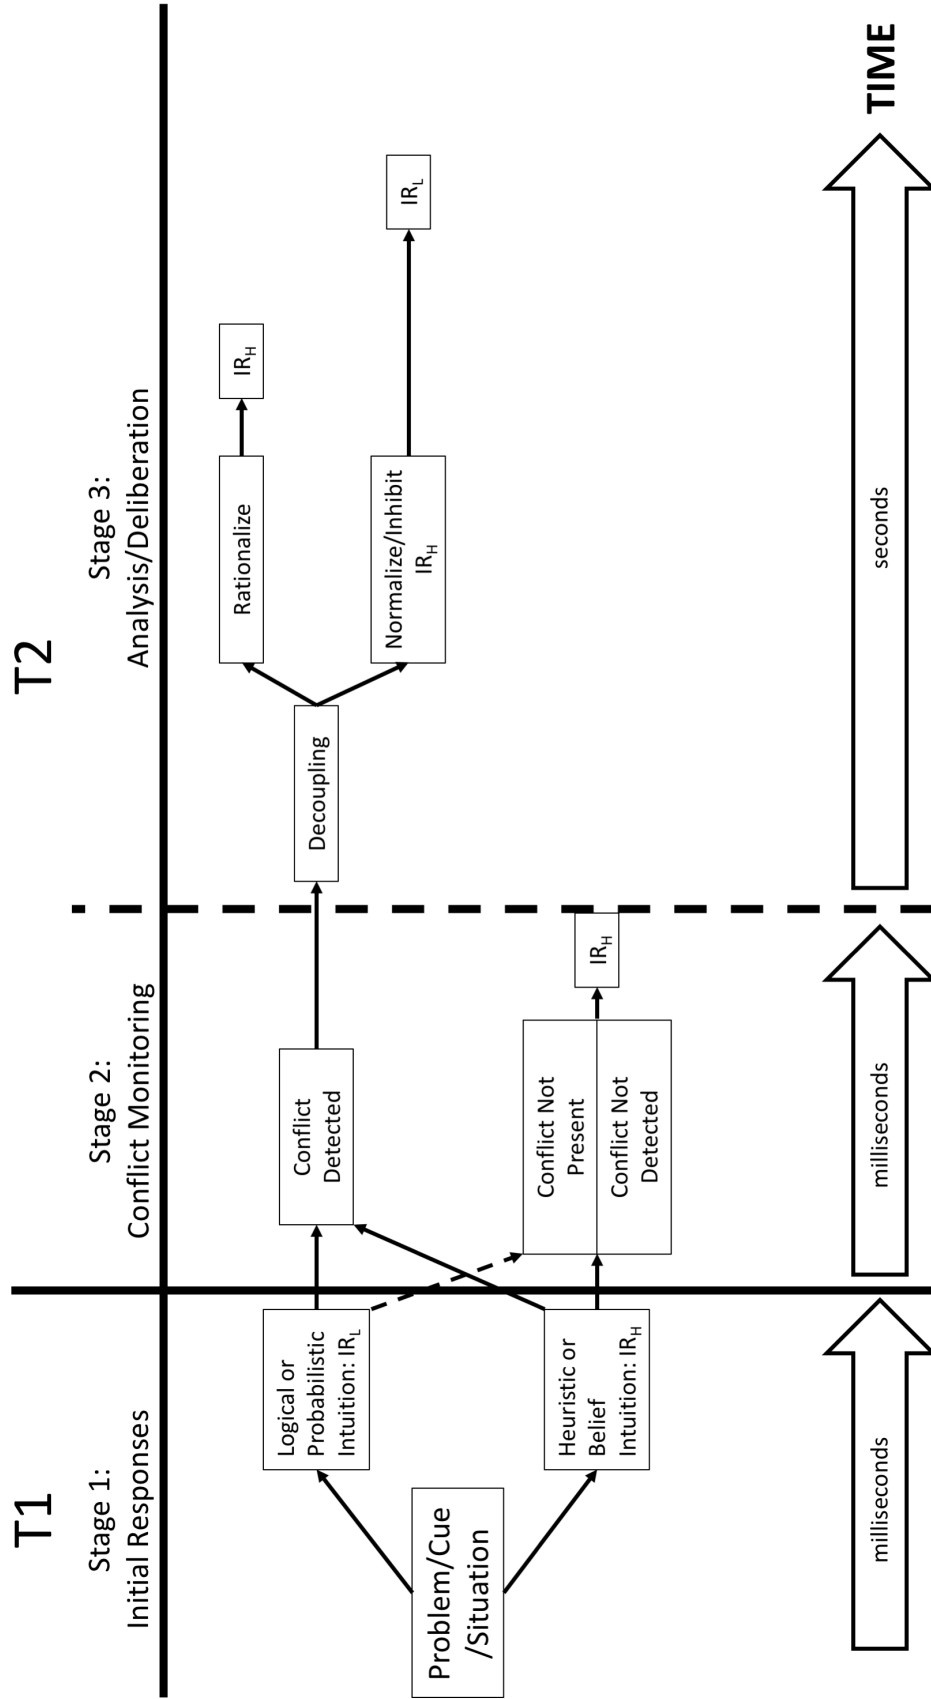 T1
T2
Stage 1:
Initial Responses
Stage 2:
Conflict Monitoring
Stage 3:
Analysis/Deliberation
Problem/Cue
/Situation
Logical or
Probabilistic
Intuition: IRL
Heuristic or
Belief
Intuition: IRH
Conflict
Detected
Conflict Not
Present
Conflict Not
Detected
IRH
Decoupling
Rationalize
IRH
Normalize/Inhibit
IRH
IRL
milliseconds
milliseconds
seconds
TIME